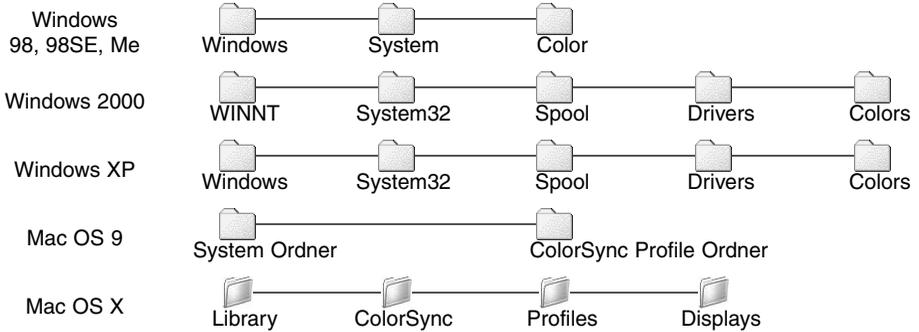 Windows
98, 98SE, Me
Windows System Color
Windows 2000
WINNT System32 Spool Drivers Colors
Windows XP
Windows System32 Spool Drivers Colors
Mac OS 9
System Ordner ColorSync Profile Ordner
Mac OS X
Library ColorSync Profiles Displays